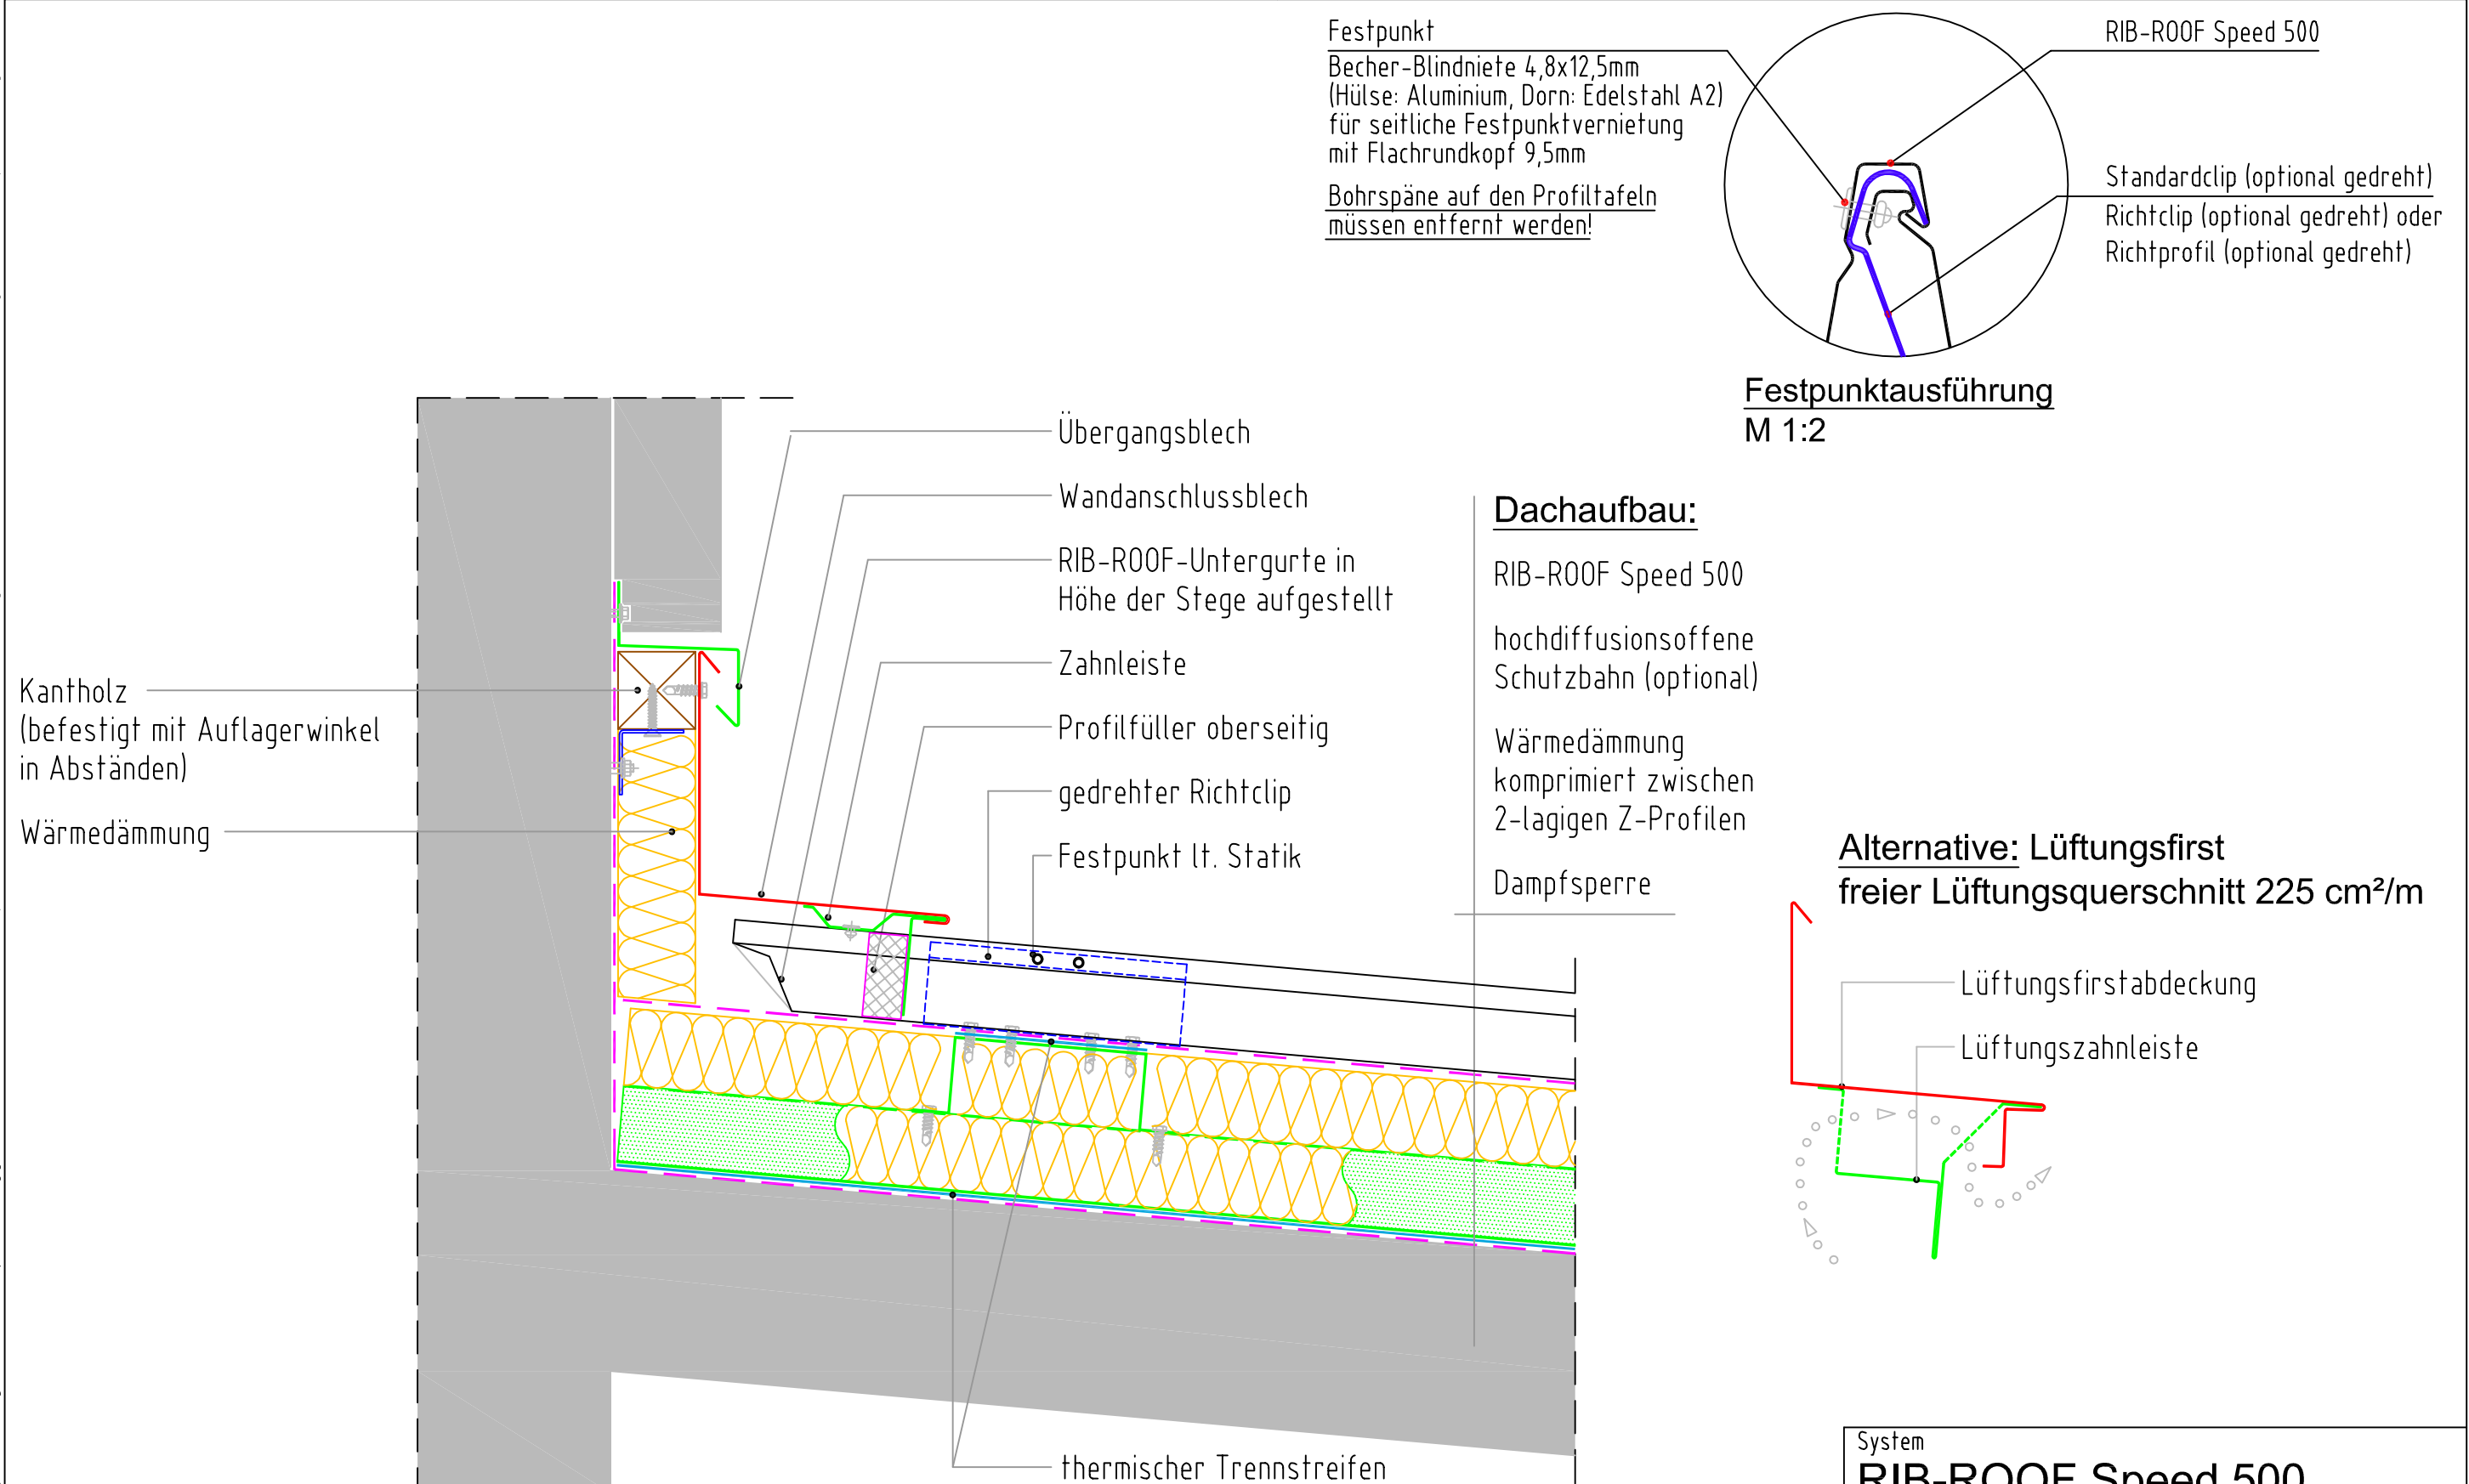 Festpunkt
Becher-Blindniete 4,8x12,5mm
(Hülse: Aluminium, Dorn: Edelstahl A2)
für seitliche Festpunktvernietung
mit Flachrundkopf 9,5mm
Bohrspäne auf den Profiltafeln
müssen entfernt werden!
RIB-ROOF Speed 500
Standardclip (optional gedreht)
Richtclip (optional gedreht) oder
Richtprofil (optional gedreht)
Festpunktausführung
M 1:2
Übergangsblech
Wandanschlussblech
RIB-ROOF-Untergurte in
Höhe der Stege aufgestellt
Zahnleiste
Profilfüller oberseitig
gedrehter Richtclip
Festpunkt lt. Statik
Kantholz
(befestigt mit Auflagerwinkel
in Abständen)
Wärmedämmung
Dachaufbau:
RIB-ROOF Speed 500
hochdiffusionsoffene
Schutzbahn (optional)
Wärmedämmung
komprimiert zwischen
2-lagigen Z-Profilen
Dampfsperre
Alternative: Lüftungsfirst
freier Lüftungsquerschnitt 225 cm²/m
Lüftungsfirstabdeckung
Lüftungszahnleiste
thermischer Trennstreifen
System
RIB-ROOF Speed 500